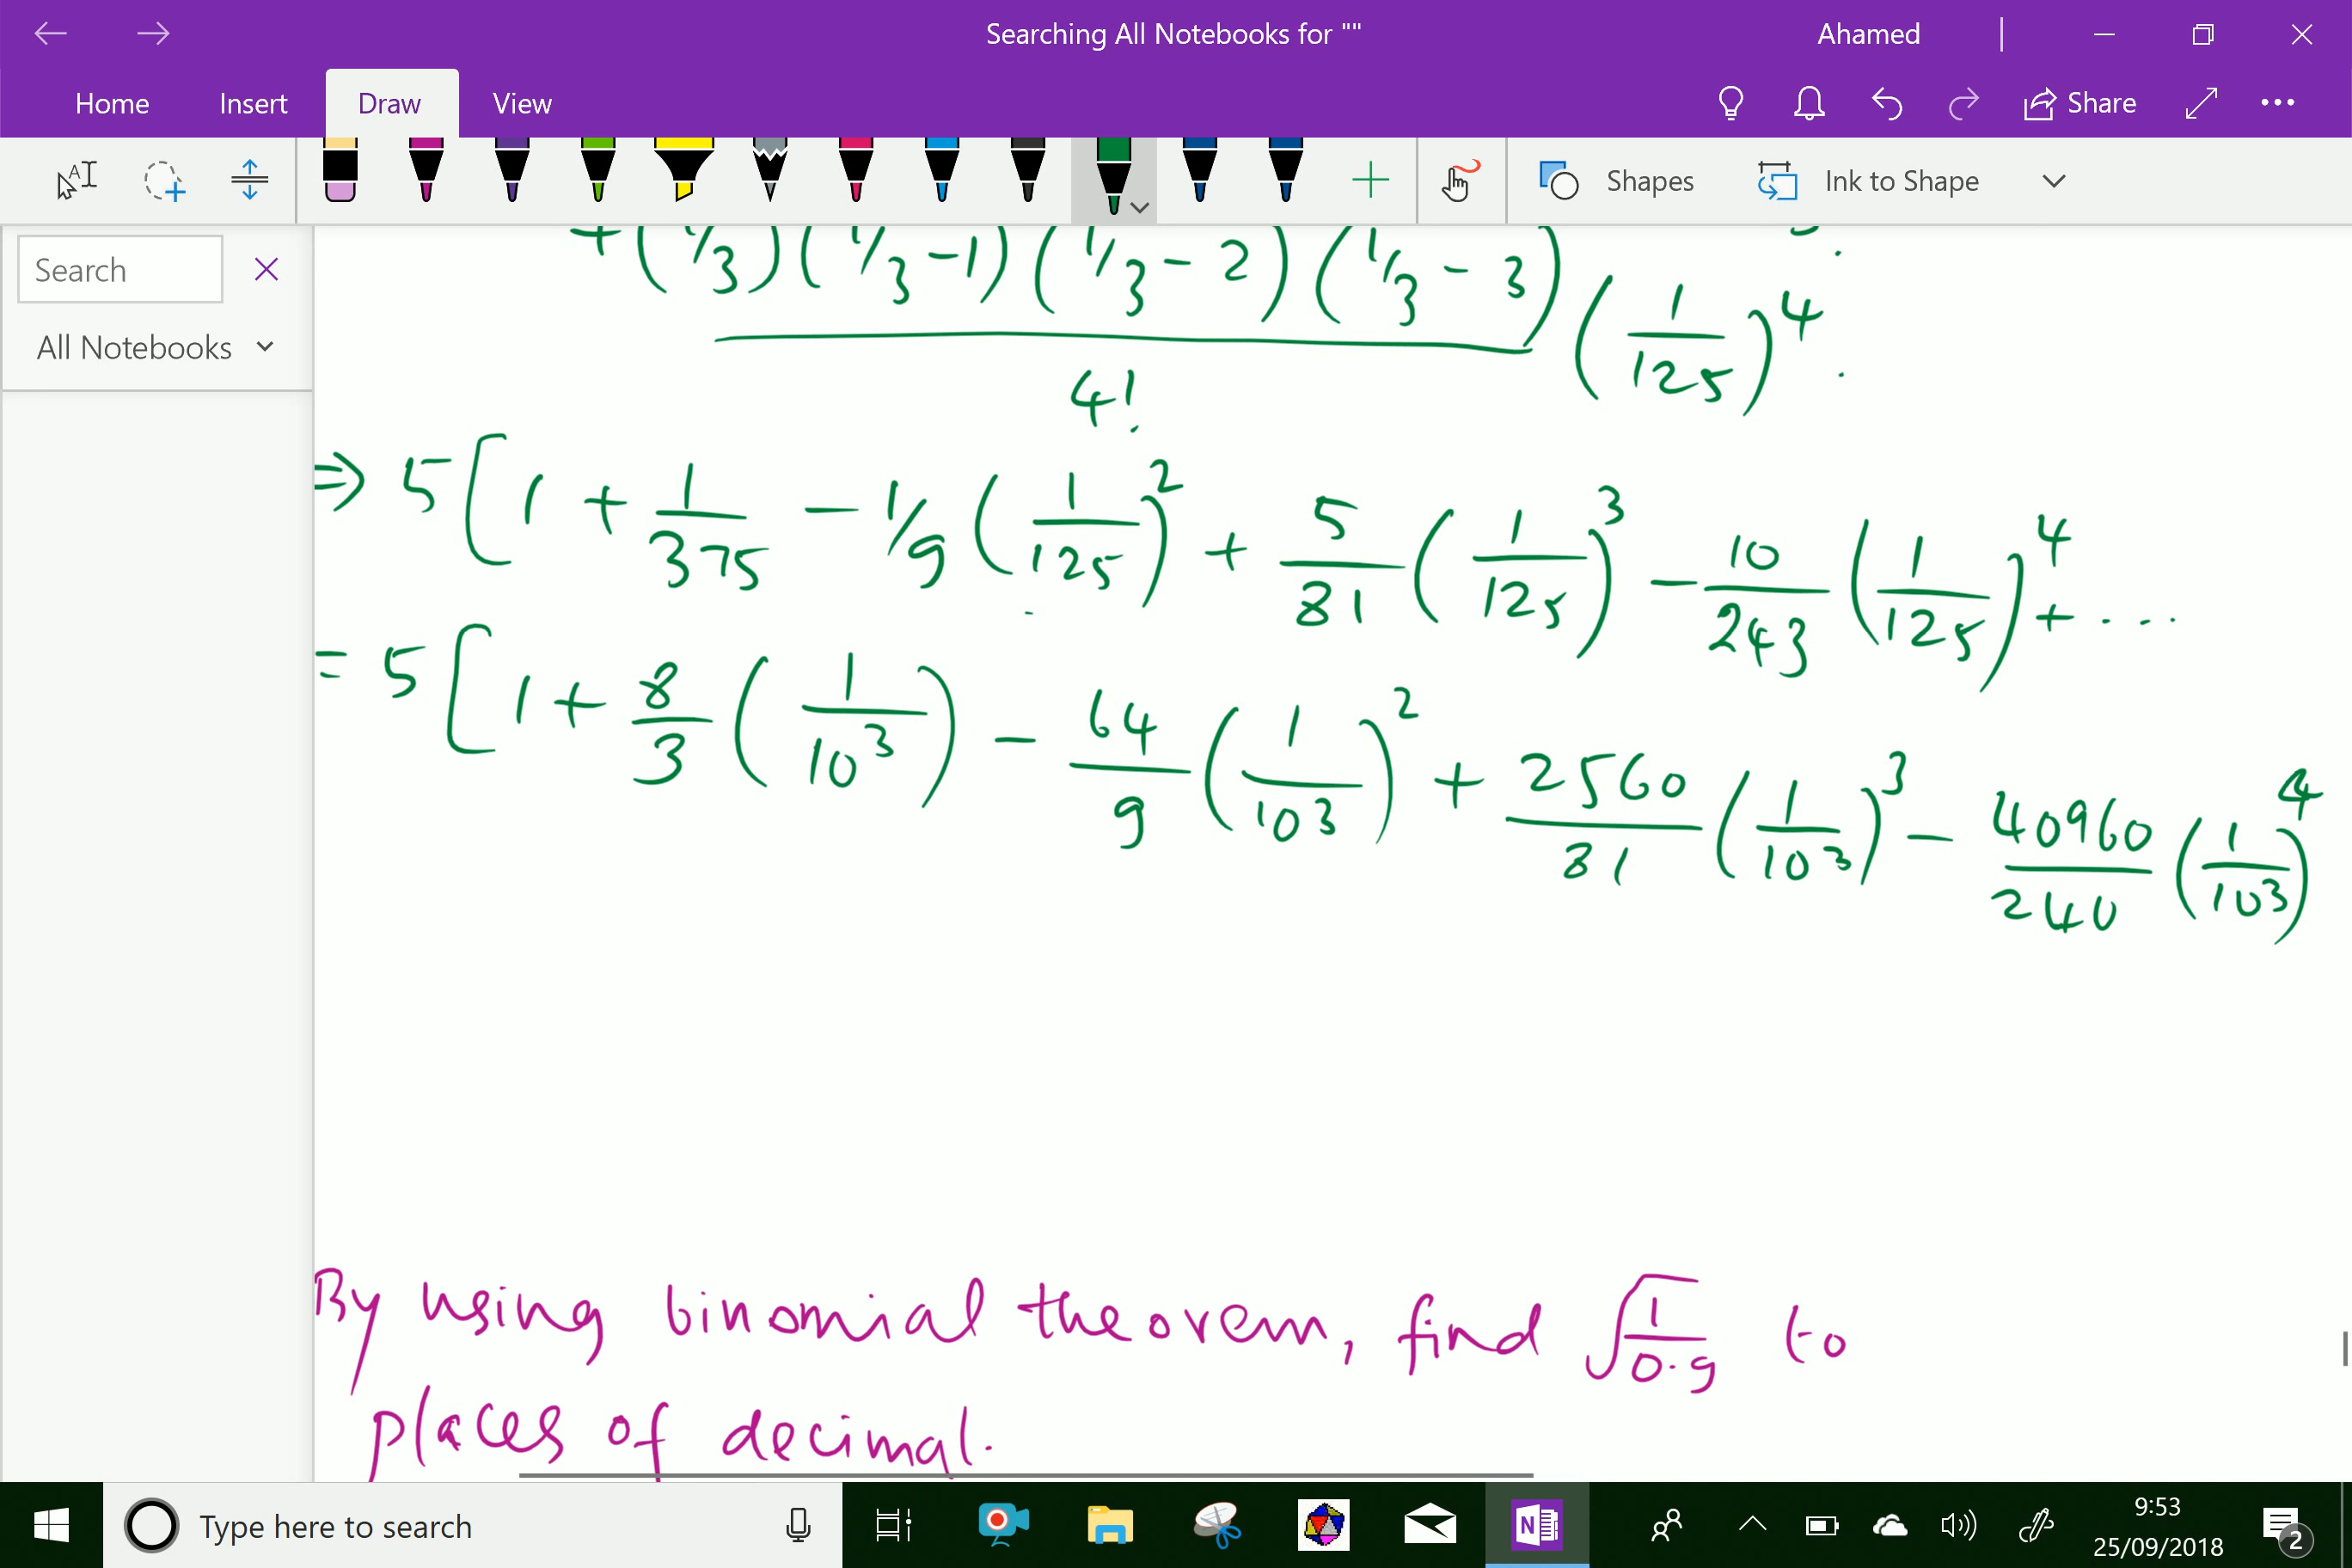 Searching All Notebooks for "" Ahamed
Home Insert Draw View Share
Shapes Ink to Shape
Search
All Notebooks
+(1/3)(1/3-1)(1/3-2)(1/3-3)
(1/125)^4
4!
⇒ 5[1 + 1/375 - 1/9(1/125)^2 + 5/81(1/125)^3 - 10/243(1/125)^4 + ...
= 5[1 + 8/3(1/10^3) - 64/9(1/10^3)^2 + 2560/81(1/10^3)^3 - 40960/240(1/10^3)^4
By using binomial theorem, find √(1/0.9) to
places of decimal.
Type here to search
9:53
25/09/2018
2